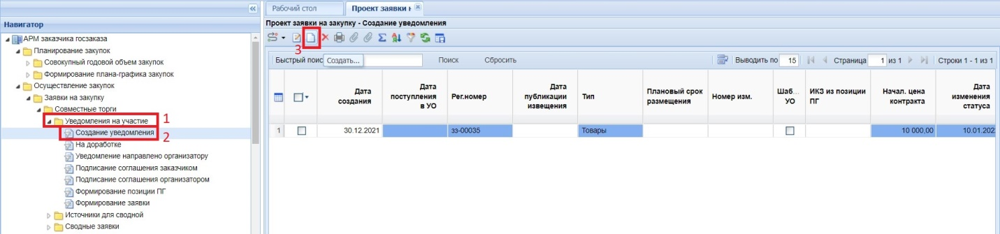 Навигатор
АРМ заказчика госзаказа
Планирование закупок
Совокупный годовой объем закупок
Формирование плана-графика закупок
Осуществление закупок
Заявки на закупку
Совместные торги
Уведомления на участие 1
Создание уведомления 2
На доработке
Уведомление направлено организатору
Подписание соглашения заказчиком
Подписание соглашения организатором
Формирование позиции ПГ
Формирование заявки
Источники для сводной
Сводные заявки
Рабочий стол Проект заявки н
Проект заявки на закупку - Создание уведомления
3
Быстрый поис Создать... Поиск Сбросить Выводить по 15 Страница 1 из 1 Строки 1 - 1 из 1
Дата создания Дата поступления в УО Рег.номер Дата публикации извещения Тип Плановый срок размещения Номер изм. Шаб... УО ИКЗ из позиции ПГ Начал. цена контракта Дата изменения статуса
1 30.12.2021 зз-00035 Товары 10 000,00 10.01.202